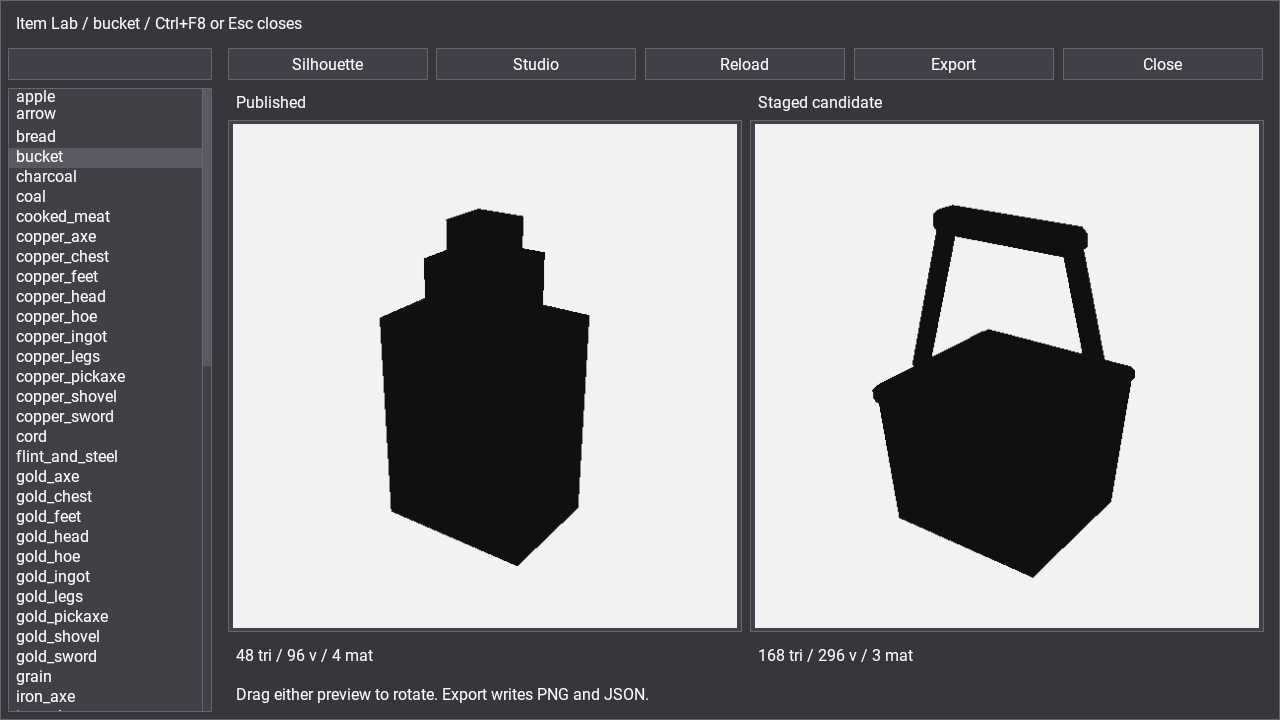 Item Lab / bucket / Ctrl+F8 or Esc closes
Silhouette
Studio
Reload
Export
Close
apple
arrow
bread
bucket
charcoal
coal
cooked_meat
copper_axe
copper_chest
copper_feet
copper_head
copper_hoe
copper_ingot
copper_legs
copper_pickaxe
copper_shovel
copper_sword
cord
flint_and_steel
gold_axe
gold_chest
gold_feet
gold_head
gold_hoe
gold_ingot
gold_legs
gold_pickaxe
gold_shovel
gold_sword
grain
iron_axe
Published
Staged candidate
48 tri / 96 v / 4 mat
168 tri / 296 v / 3 mat
Drag either preview to rotate. Export writes PNG and JSON.